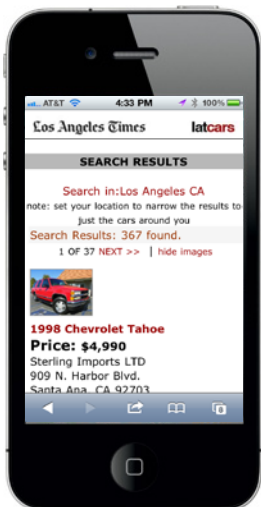 AT&T 4:33 PM 100%
Los Angeles Times latcars
SEARCH RESULTS
Search in:Los Angeles CA
note: set your location to narrow the results to
just the cars around you
Search Results: 367 found.
1 OF 37 NEXT >> | hide images
1998 Chevrolet Tahoe
Price: $4,990
Sterling Imports LTD
909 N. Harbor Blvd.
Santa Ana, CA 92703